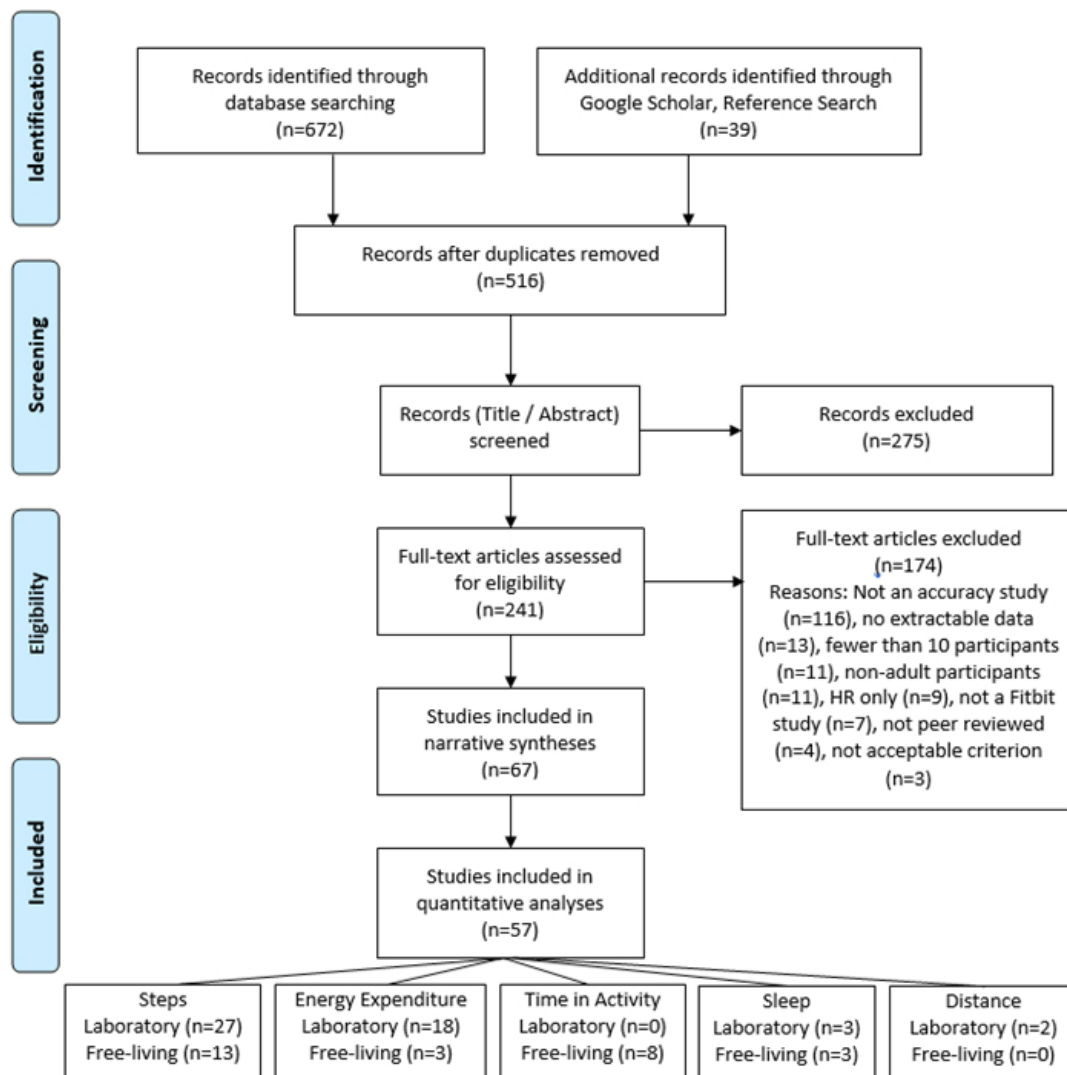 Identification
Records identified through
database searching
(n=672)
Additional records identified through
Google Scholar, Reference Search
(n=39)
Records after duplicates removed
(n=516)
Screening
Records (Title / Abstract)
screened
Records excluded
(n=275)
Eligibility
Full-text articles assessed
for eligibility
(n=241)
Full-text articles excluded
(n=174)
Reasons: Not an accuracy study
(n=116), no extractable data
(n=13), fewer than 10 participants
(n=11), non-adult participants
(n=11), HR only (n=9), not a Fitbit
study (n=7), not peer reviewed
(n=4), not acceptable criterion
(n=3)
Studies included in
narrative syntheses
(n=67)
Included
Studies included in
quantitative analyses
(n=57)
Steps
Laboratory (n=27)
Free-living (n=13)
Energy Expenditure
Laboratory (n=18)
Free-living (n=3)
Time in Activity
Laboratory (n=0)
Free-living (n=8)
Sleep
Laboratory (n=3)
Free-living (n=3)
Distance
Laboratory (n=2)
Free-living (n=0)